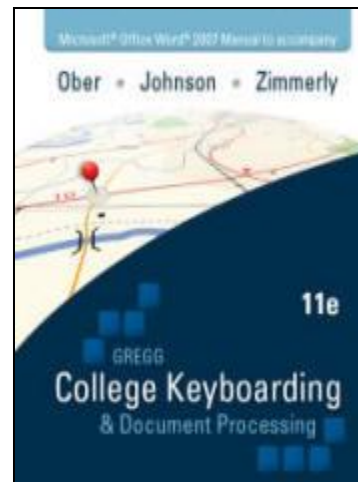 Microsoft® Office Word® 2007 Manual to accompany
Ober • Johnson • Zimmerly
11e
GREGG
College Keyboarding
& Document Processing